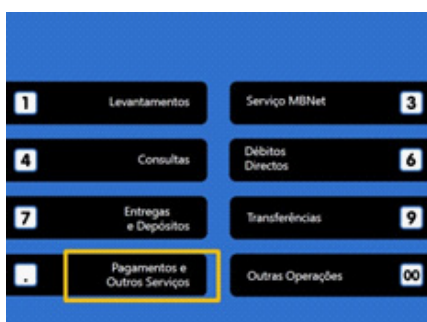 1 Levantamentos Serviço MBNet 3
4 Consultas Débitos
Directos 6
7 Entregas
e Depósitos Transferências 9
. Pagamentos e
Outros Serviços Outras Operações 00